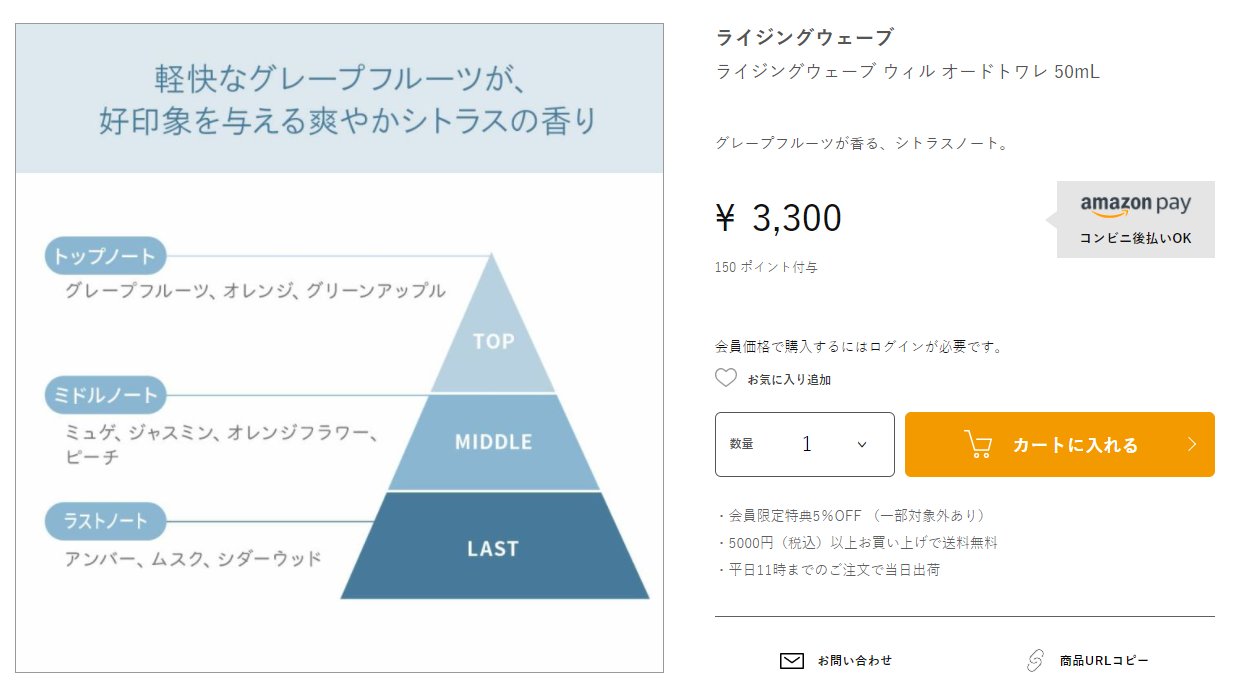 軽快なグレープフルーツが、
好印象を与える爽やかシトラスの香り
トップノート
グレープフルーツ、オレンジ、グリーンアップル
TOP
ミドルノート
ミュゲ、ジャスミン、オレンジフラワー、
ピーチ
MIDDLE
ラストノート
アンバー、ムスク、シダーウッド
LAST
ライジングウェーブ
ライジングウェーブ ウィル オードトワレ 50mL
グレープフルーツが香る、シトラスノート。
¥ 3,300
amazon pay
コンビニ後払いOK
150 ポイント付与
会員価格で購入するにはログインが必要です。
お気に入り追加
数量 1
カートに入れる
・会員限定特典5%OFF （一部対象外あり）
・5000円（税込）以上お買い上げで送料無料
・平日11時までのご注文で当日出荷
お問い合わせ
商品URLコピー